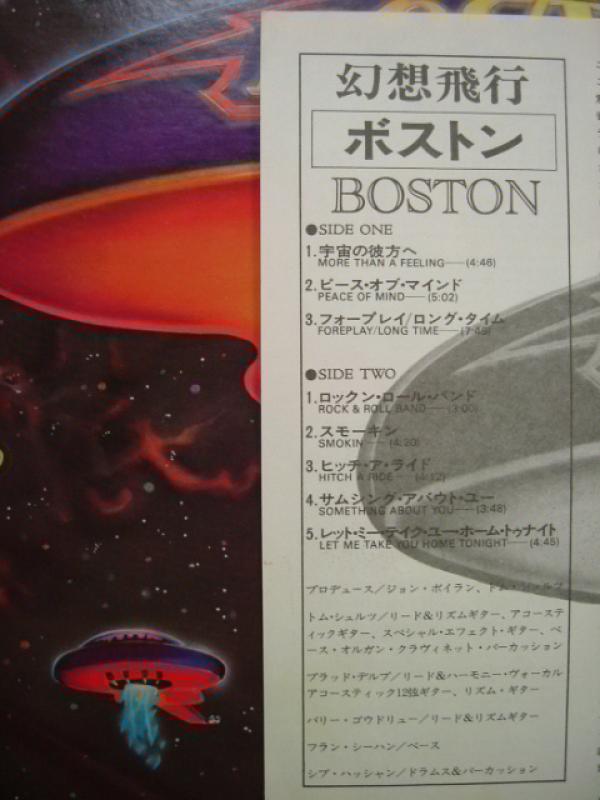 幻想飛行
ボストン
BOSTON
●SIDE ONE
1.宇宙の彼方へ
MORE THAN A FEELING——(4:46)
2.ピース・オブ・マインド
PEACE OF MIND——(5:02)
3.フォープレイ/ロング・タイム
FOREPLAY/LONG TIME——(7:48)
●SIDE TWO
1.ロックン・ロール・バンド
ROCK & ROLL BAND——(3:00)
2.スモーキン
SMOKIN——(4:20)
3.ヒッチ・ア・ライド
HITCH A RIDE——(4:12)
4.サムシング・アバウト・ユー
SOMETHING ABOUT YOU——(3:48)
5.レット・ミー・テイク・ユー・ホーム・トゥナイト
LET ME TAKE YOU HOME TONIGHT——(4:45)
プロデュース/ジョン・ボイラン、トム・シュルツ
トム・シュルツ/リード&リズムギター、アコーステ
ィックギター、スペシャル・エフェクト・ギター、ベ
ース・オルガン・クラヴィネット・パーカッション
ブラッド・デルプ/リード&ハーモニー・ヴォーカル
アコースティック12弦ギター、リズム・ギター
バリー・ゴウドリュー/リード&リズムギター
フラン・シーハン/ベース
シブ・ハッシャン/ドラムス&パーカッション